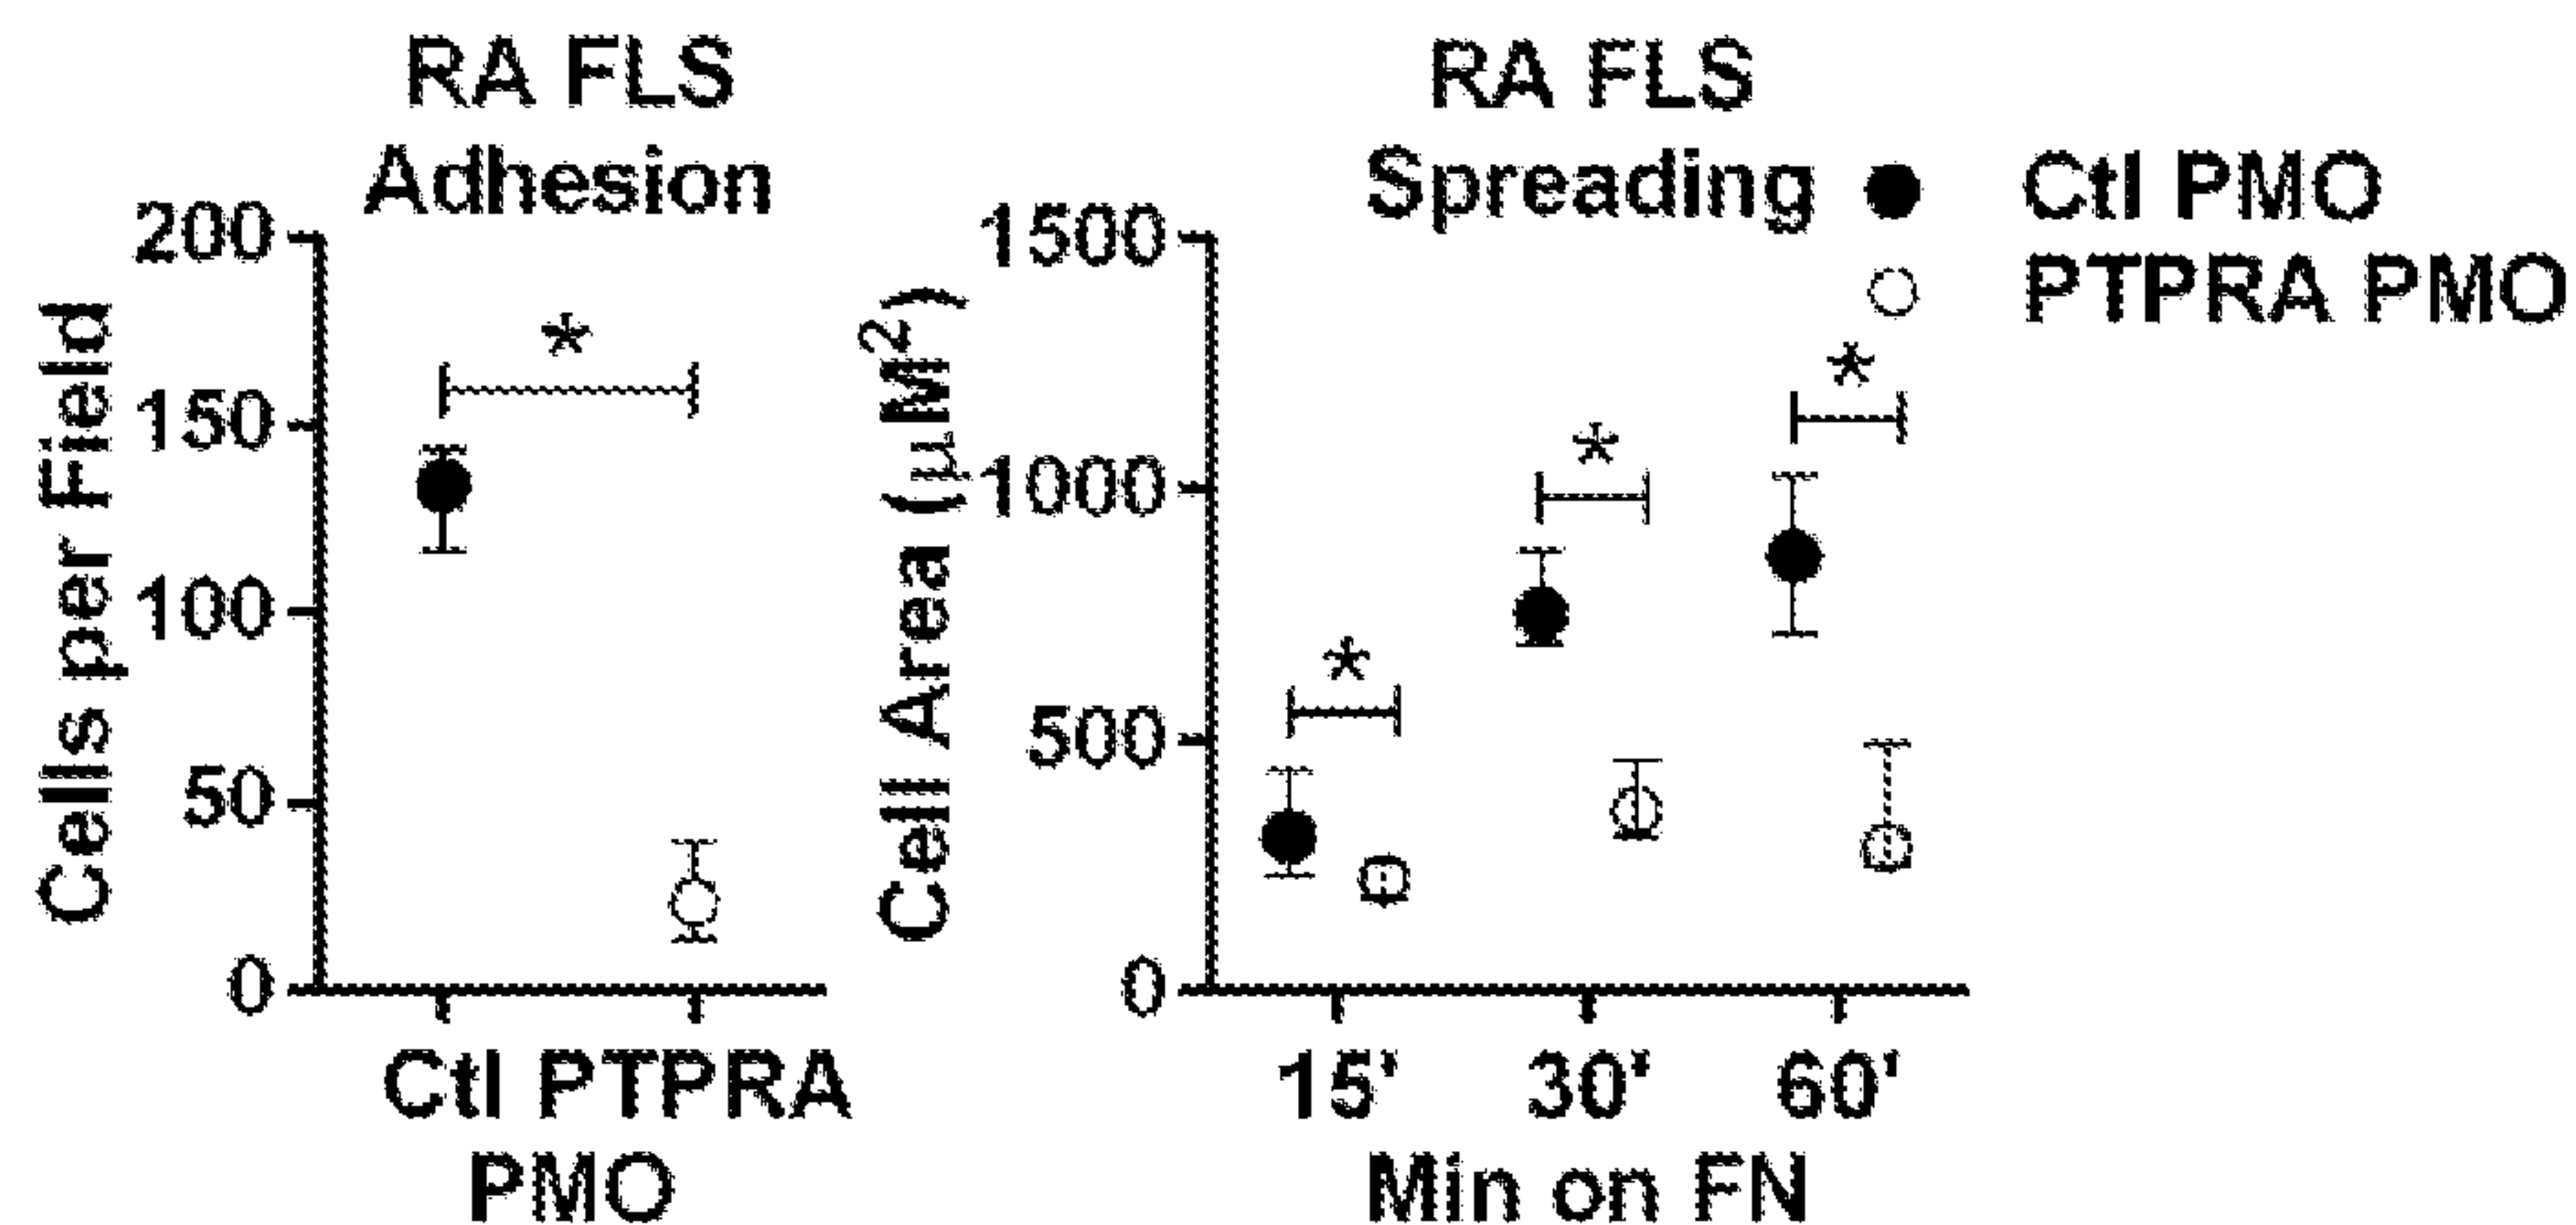 RA FLS
Adhesion
200
150
100
50
0
Cells per Field
*
Ctl PTPRA
PMO
RA FLS
Spreading
Ctl PMO
PTPRA PMO
1500
1000
500
0
Cell Area (μM²)
*
*
*
15' 30' 60'
Min on FN